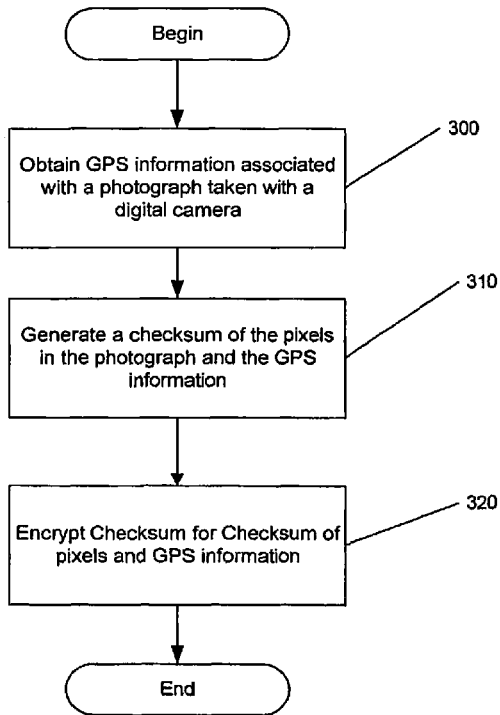 Begin
300
Obtain GPS information associated
with a photograph taken with a
digital camera
310
Generate a checksum of the pixels
in the photograph and the GPS
information
320
Encrypt Checksum for Checksum of
pixels and GPS information
End